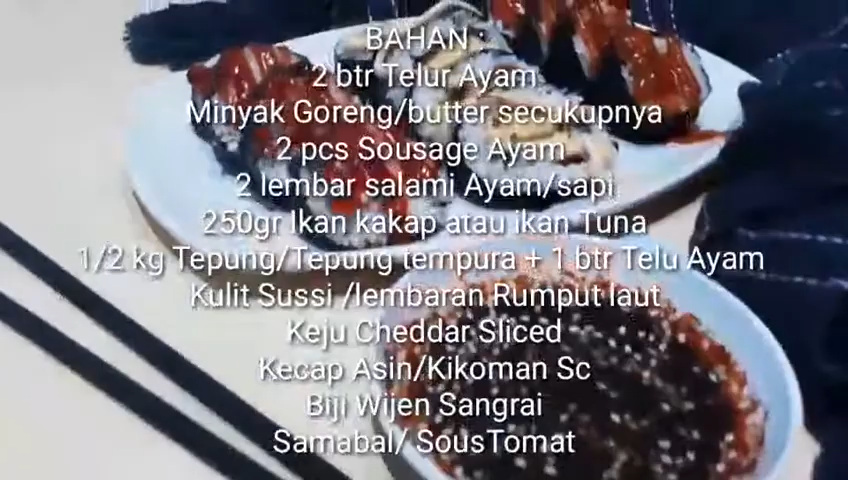 BAHAN :
2 btr Telur Ayam
Minyak Goreng/butter secukupnya
2 pcs Sousage Ayam
2 lembar salami Ayam/sapi
250gr Ikan kakap atau ikan Tuna
1/2 kg Tepung/Tepung tempura + 1 btr Telu Ayam
Kulit Sussi /lembaran Rumput laut
Keju Cheddar Sliced
Kecap Asin/Kikoman Sc
Biji Wijen Sangrai
Samabal/ SousTomat